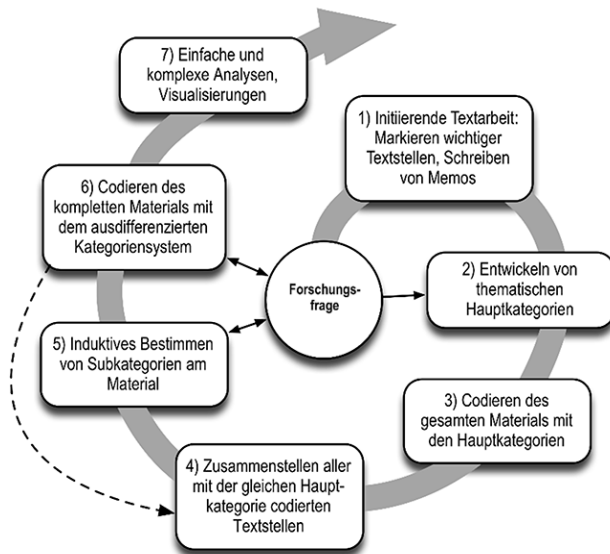 7) Einfache und
komplexe Analysen,
Visualisierungen
1) Initiierende Textarbeit:
Markieren wichtiger
Textstellen, Schreiben
von Memos
6) Codieren des
kompletten Materials mit
dem ausdifferenzierten
Kategoriensystem
Forschungs-
frage
2) Entwickeln von
thematischen
Hauptkategorien
5) Induktives Bestimmen
von Subkategorien am
Material
3) Codieren des
gesamten Materials mit
den Hauptkategorien
4) Zusammenstellen aller
mit der gleichen Haupt-
kategorie codierten
Textstellen